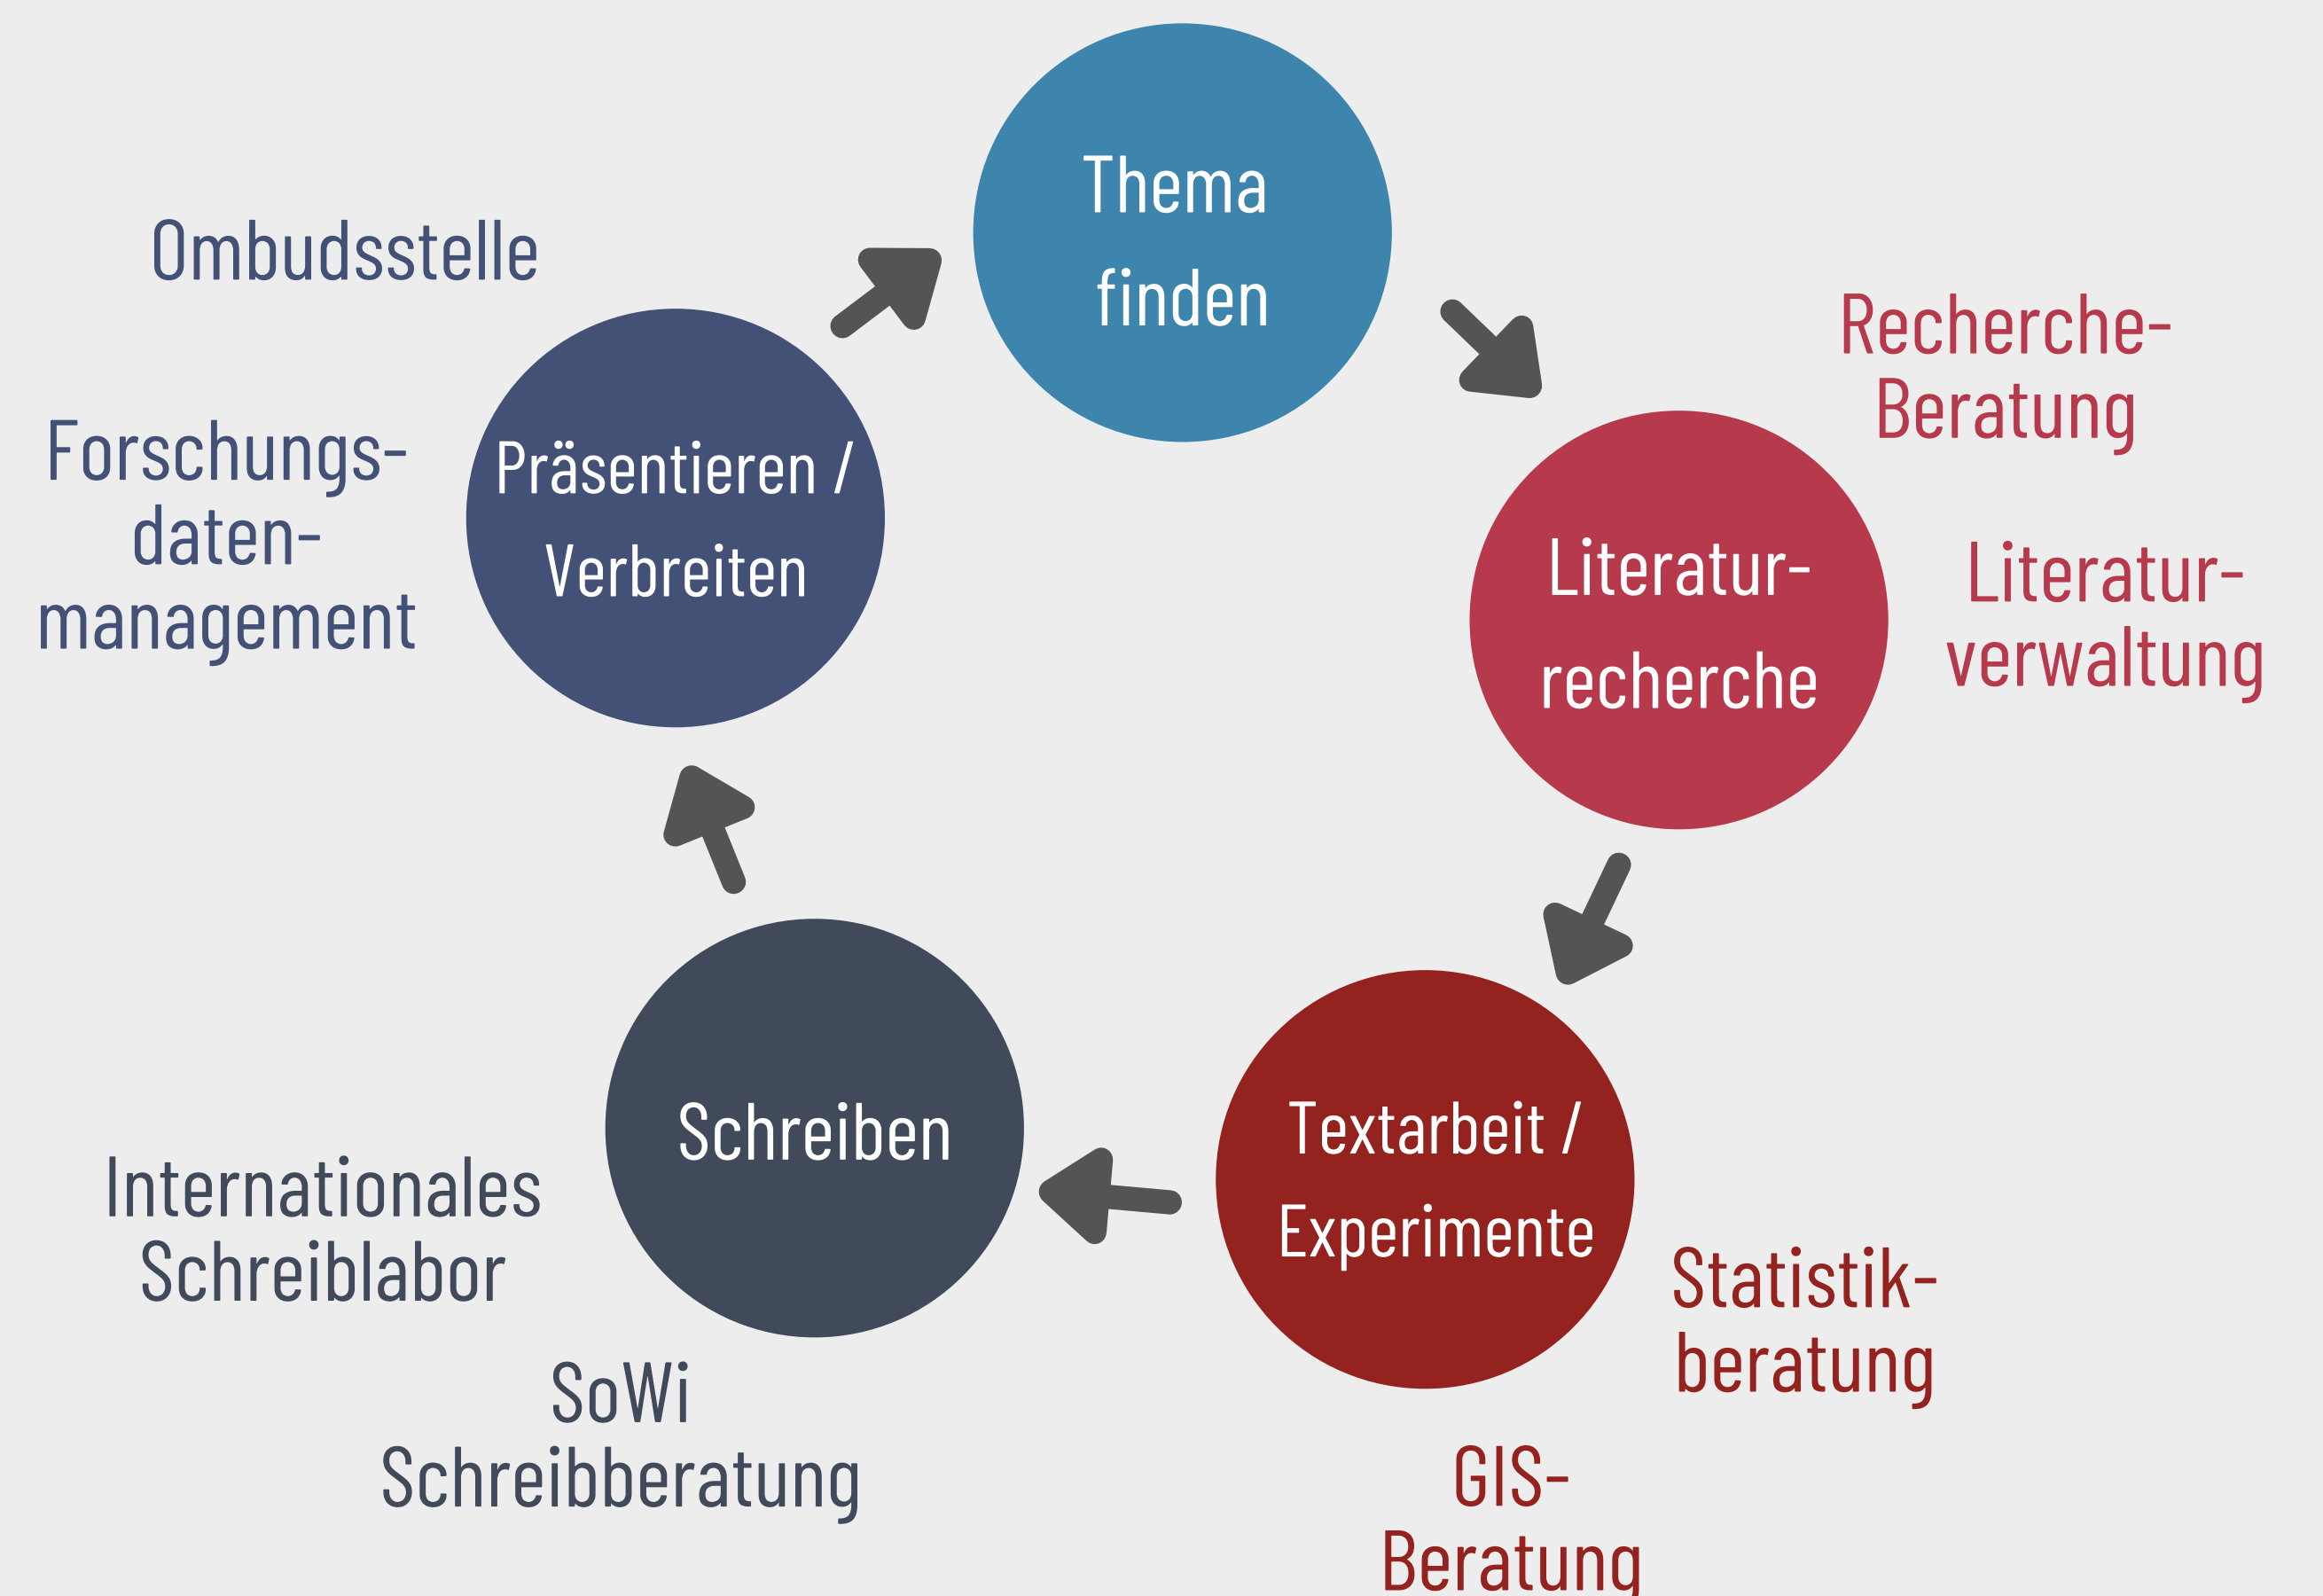 Thema
finden
Recherche-
Beratung
Literatur-
recherche
Literatur-
verwaltung
Textarbeit /
Experimente
Statistik-
beratung
GIS-
Beratung
Schreiben
Internationales
Schreiblabor
SoWi
Schreibberatung
Präsentieren /
Verbreiten
Ombudsstelle
Forschungs-
daten-
management